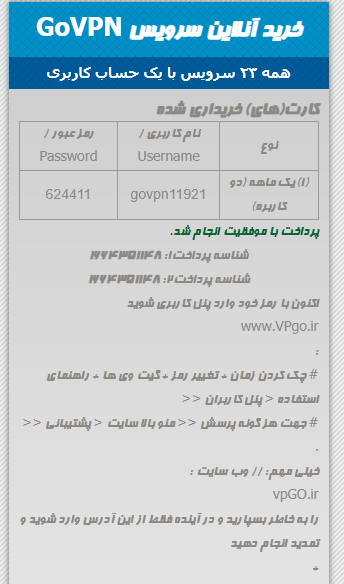 خرید آنلاین سرویس GoVPN
همه ۲۳ سرویس با یک حساب کاربری
کارت(های) خریداری شده
نوع
نام کاربری /
Username
رمز عبور /
Password
(۱) یک ماهه (دو
کاربره)
govpn11921
624411
پرداخت با موفقیت انجام شد.
شناسه پرداخت۱:
شناسه پرداخت۲:
اکنون با رمز خود وارد پنل کاربری شوید
www.VPgo.ir
:
#چک کردن زمان + تغییر رمز + گیت وی ها + راهنمای
استفاده < پنل کاربران <<
#جهت هر گونه پرسش << منو بالا سایت < پشتیبانی <<
.
خیلی مهم: // وب سایت :
vpGO.ir
را به خاطر بسپارید و در آینده فقط از این آدرس وارد شوید و
تمدید انجام دهید
+